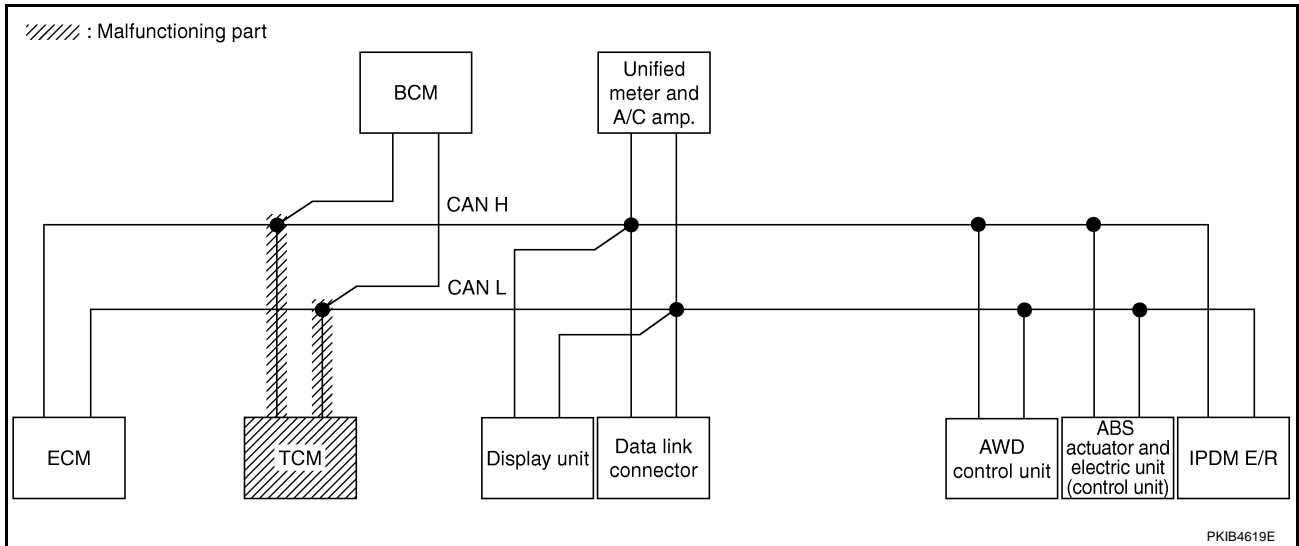 : Malfunctioning part
BCM
Unified
meter and
A/C amp.
CAN H
CAN L
ECM
TCM
Display unit
Data link
connector
AWD
control unit
ABS
actuator and
electric unit
(control unit)
IPDM E/R
PKIB4619E